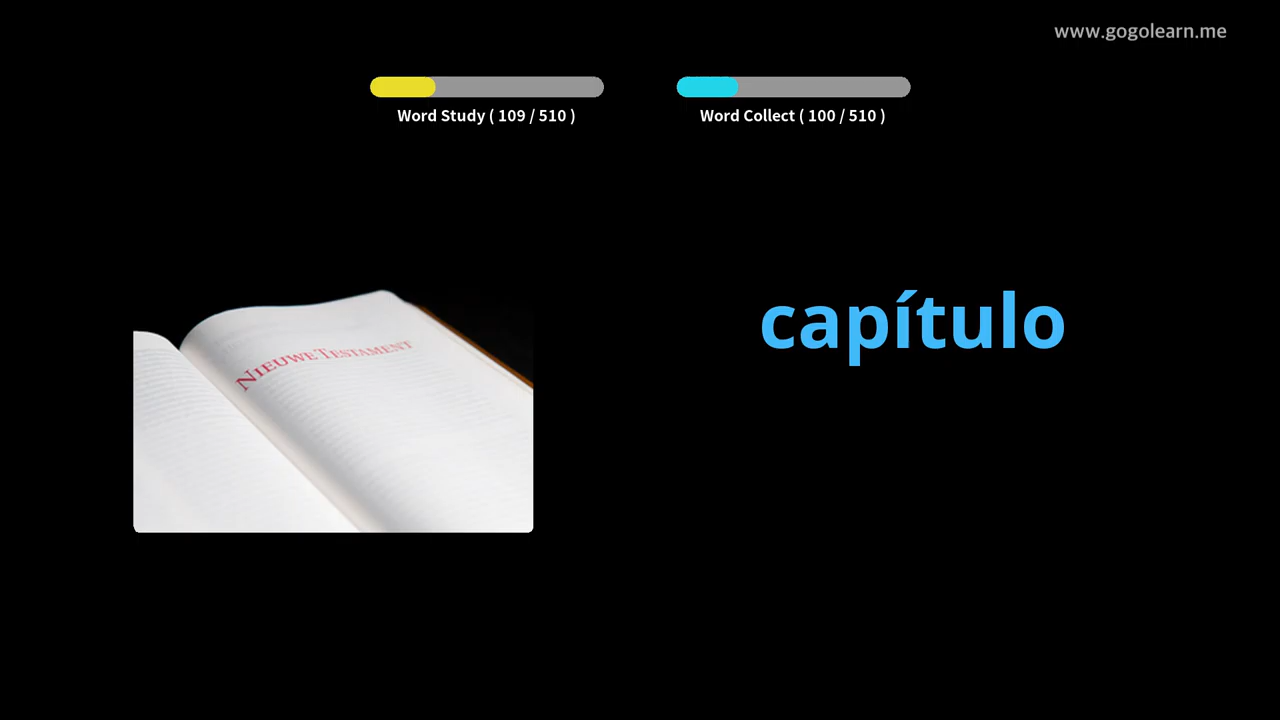 www.gogolearn.me
Word Study ( 109 / 510 )
Word Collect ( 100 / 510 )
capítulo
NIEUWE TESTAMENT